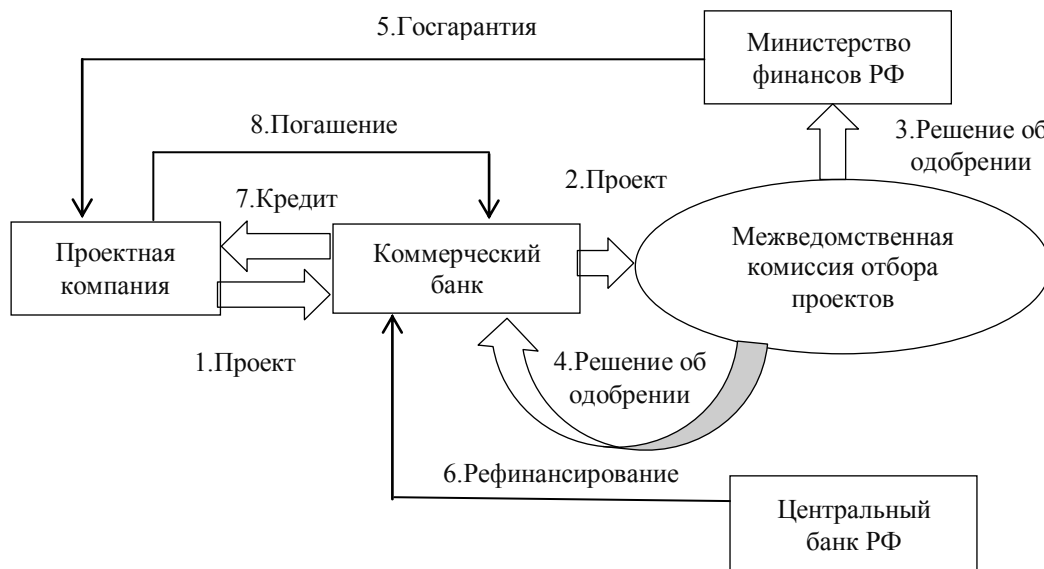 5.Госгарантия
Министерство
финансов РФ
8.Погашение
3.Решение об
одобрении
2.Проект
7.Кредит
Проектная
компания
Коммерческий
банк
Межведомственная
комиссия отбора
проектов
1.Проект
4.Решение об
одобрении
6.Рефинансирование
Центральный
банк РФ